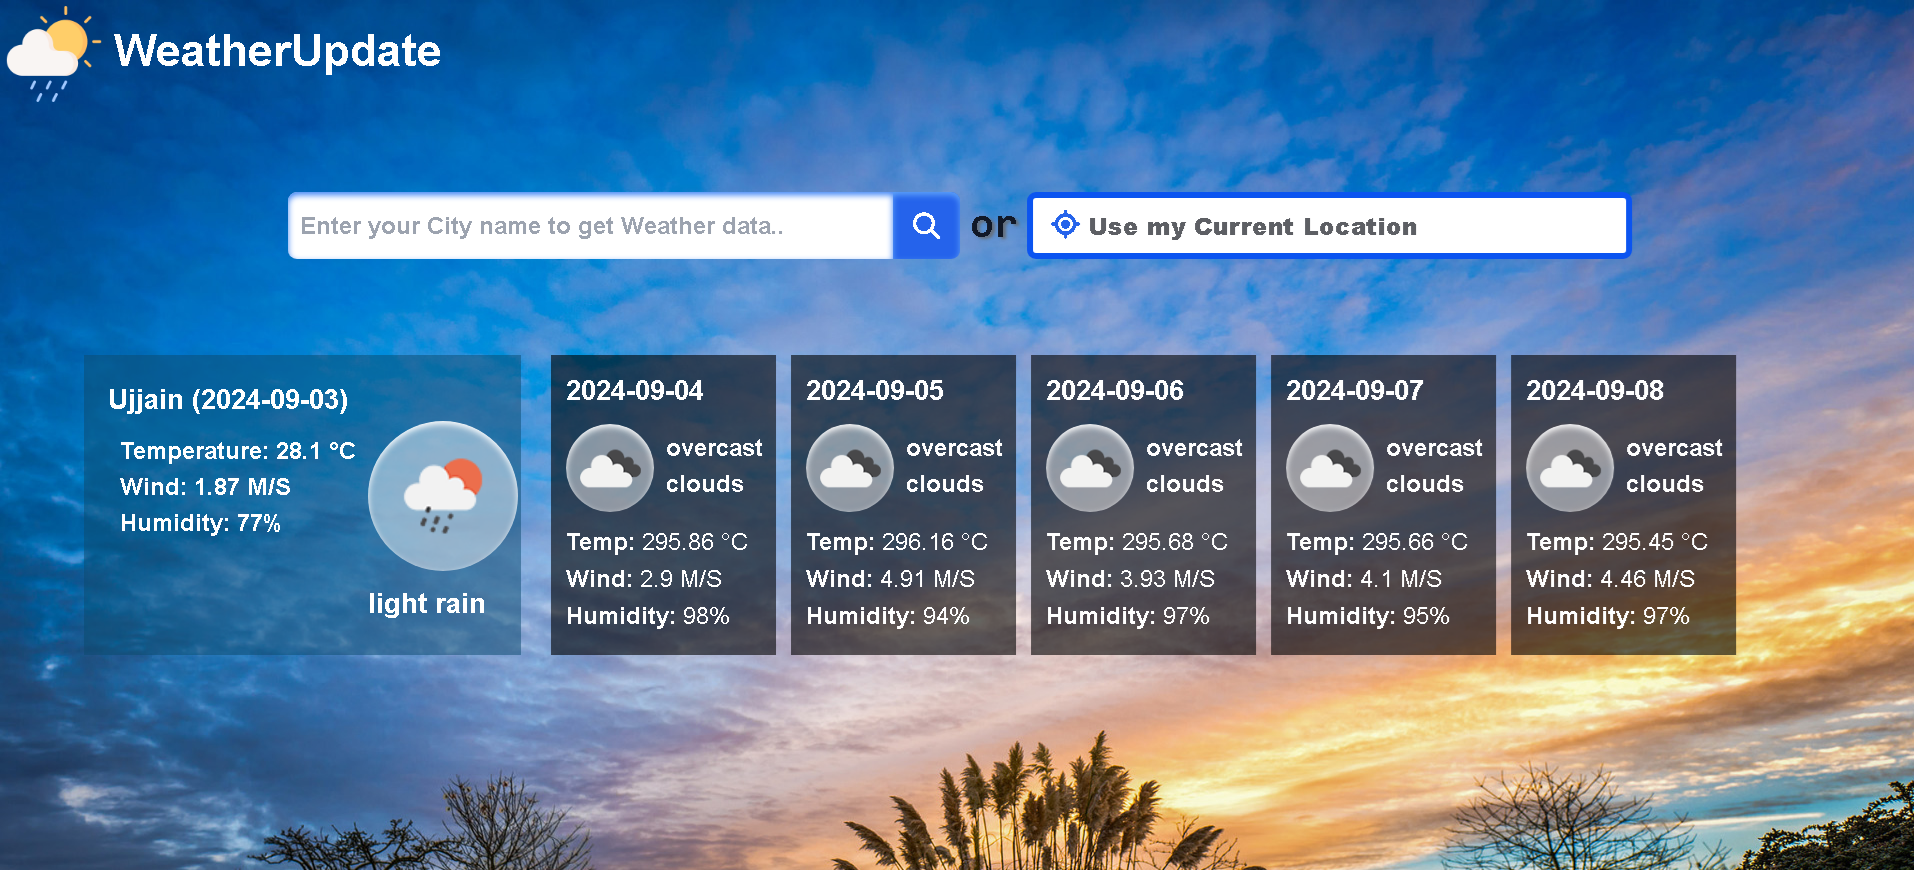 WeatherUpdate
Enter your City name to get Weather data..
or
Use my Current Location
Ujjain (2024-09-03)
Temperature: 28.1 °C
Wind: 1.87 M/S
Humidity: 77%
light rain
2024-09-04
overcast
clouds
Temp: 295.86 °C
Wind: 2.9 M/S
Humidity: 98%
2024-09-05
overcast
clouds
Temp: 296.16 °C
Wind: 4.91 M/S
Humidity: 94%
2024-09-06
overcast
clouds
Temp: 295.68 °C
Wind: 3.93 M/S
Humidity: 97%
2024-09-07
overcast
clouds
Temp: 295.66 °C
Wind: 4.1 M/S
Humidity: 95%
2024-09-08
overcast
clouds
Temp: 295.45 °C
Wind: 4.46 M/S
Humidity: 97%